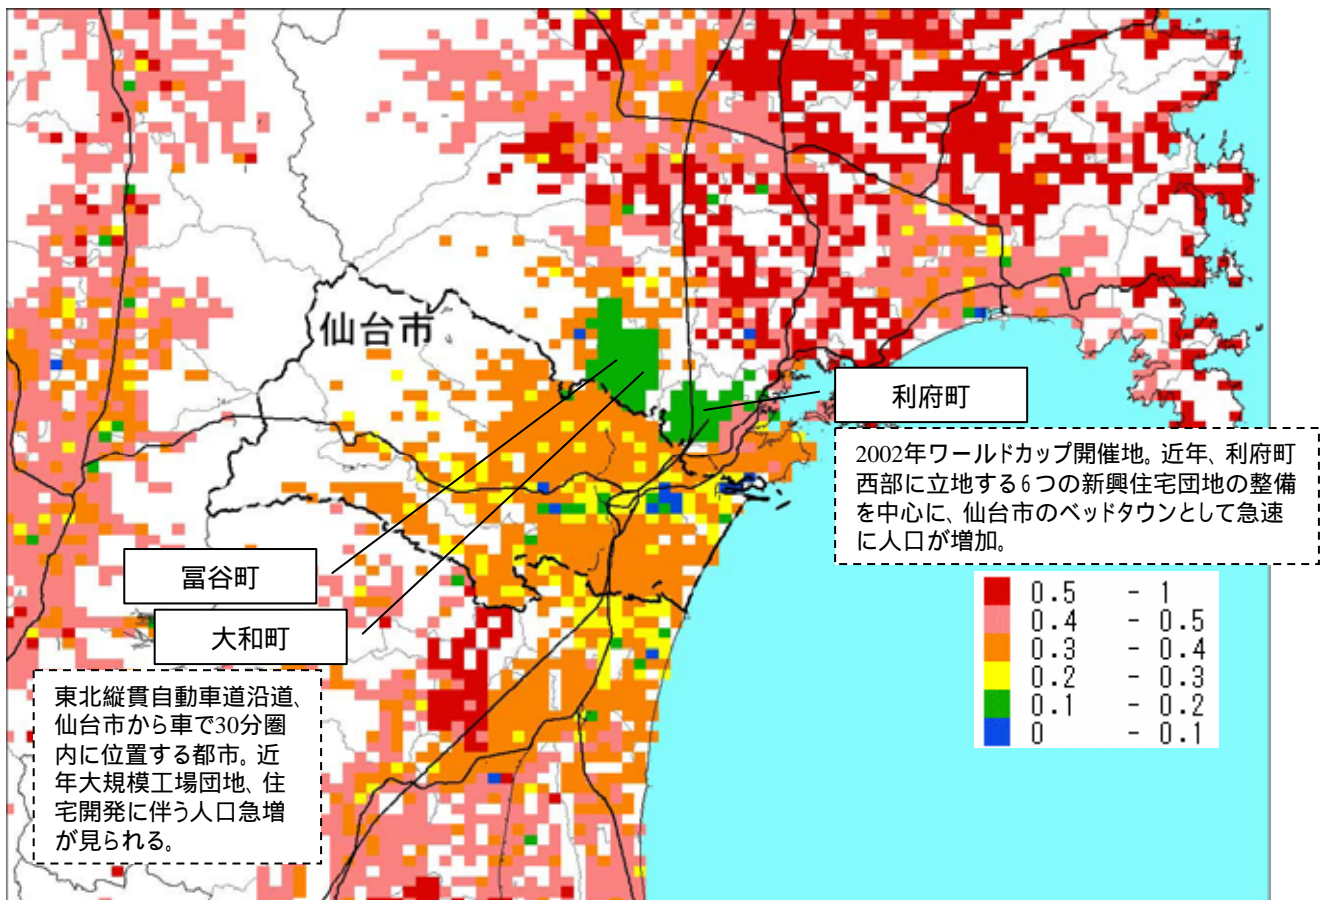 仙台市
利府町
2002年ワールドカップ開催地。近年、利府町
西部に立地する6つの新興住宅団地の整備
を中心に、仙台市のベッドタウンとして急速
に人口が増加。
冨谷町
大和町
東北縦貫自動車道沿道、
仙台市から車で30分圏
内に位置する都市。近
年大規模工場団地、住
宅開発に伴う人口急増
が見られる。
0.5 - 1
0.4 - 0.5
0.3 - 0.4
0.2 - 0.3
0.1 - 0.2
0 - 0.1